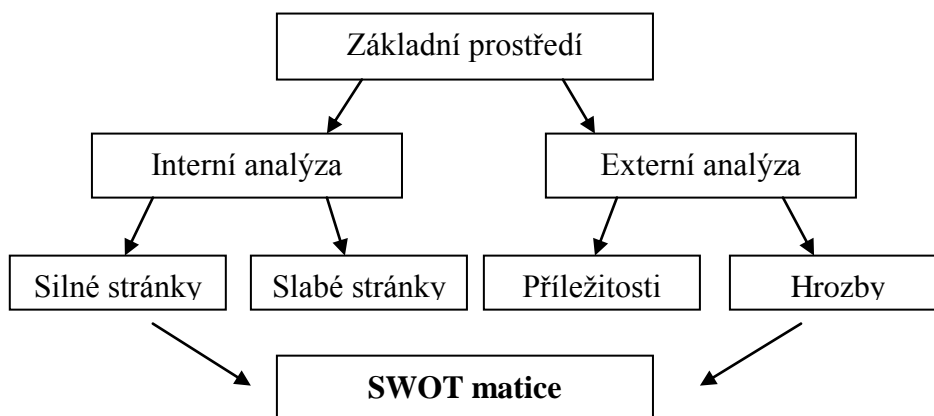 Základní prostředí
Interní analýza
Externí analýza
Silné stránky
Slabé stránky
Příležitosti
Hrozby
SWOT matice